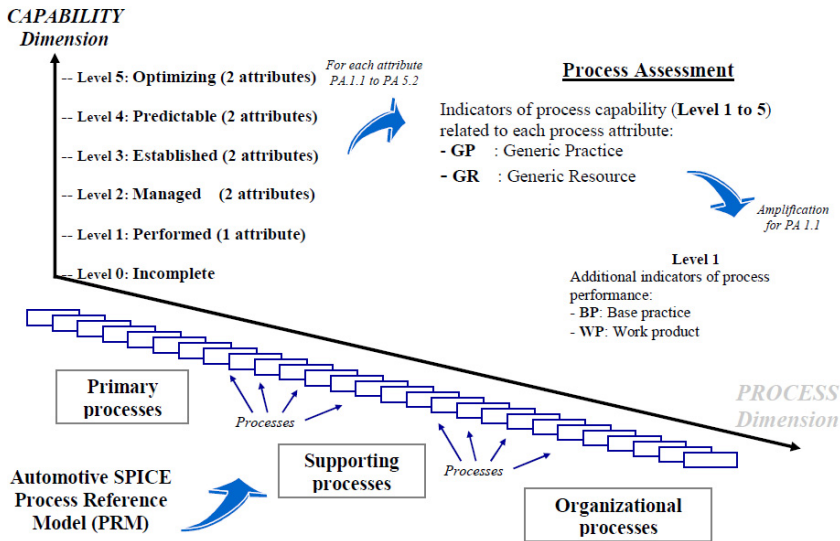 CAPABILITY
Dimension
-- Level 5: Optimizing (2 attributes)
-- Level 4: Predictable (2 attributes)
-- Level 3: Established (2 attributes)
-- Level 2: Managed (2 attributes)
-- Level 1: Performed (1 attribute)
-- Level 0: Incomplete
For each attribute
PA.1.1 to PA 5.2
Process Assessment
Indicators of process capability (Level 1 to 5)
related to each process attribute:
- GP : Generic Practice
- GR : Generic Resource
Amplification
for PA 1.1
Level 1
Additional indicators of process
performance:
- BP: Base practice
- WP: Work product
PROCESS
Dimension
Primary
processes
Processes
Supporting
processes
Processes
Organizational
processes
Automotive SPICE
Process Reference
Model (PRM)